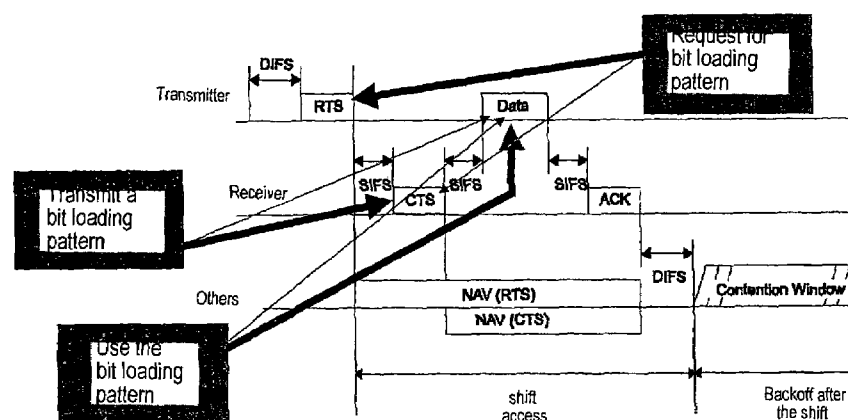 Request for
bit loading
pattern
DIFS
Transmitter
RTS
Data
SIFS
SIFS
SIFS
Receiver
CTS
ACK
Transmit a
bit loading
pattern
DIFS
Others
NAV (RTS)
Contention Window
NAV (CTS)
Use the
bit loading
pattern
shift
access
Backoff after
the shift